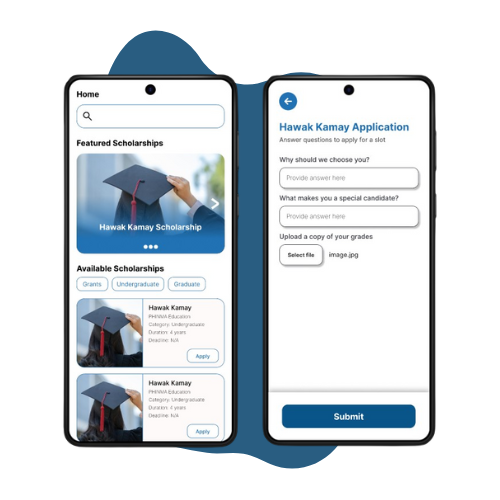 Home
Featured Scholarships
Hawak Kamay Scholarship
Available Scholarships
Grants
Undergraduate
Graduate
Hawak Kamay
PHINMA Education
Category: Undergraduate
Duration: 4 years
Deadline: N/A
Apply
Hawak Kamay
PHINMA Education
Category: Undergraduate
Duration: 4 years
Deadline: N/A
Apply
Hawak Kamay Application
Answer questions to apply for a slot
Why should we choose you?
Provide answer here
What makes you a special candidate?
Provide answer here
Upload a copy of your grades
Select file
image.jpg
Submit